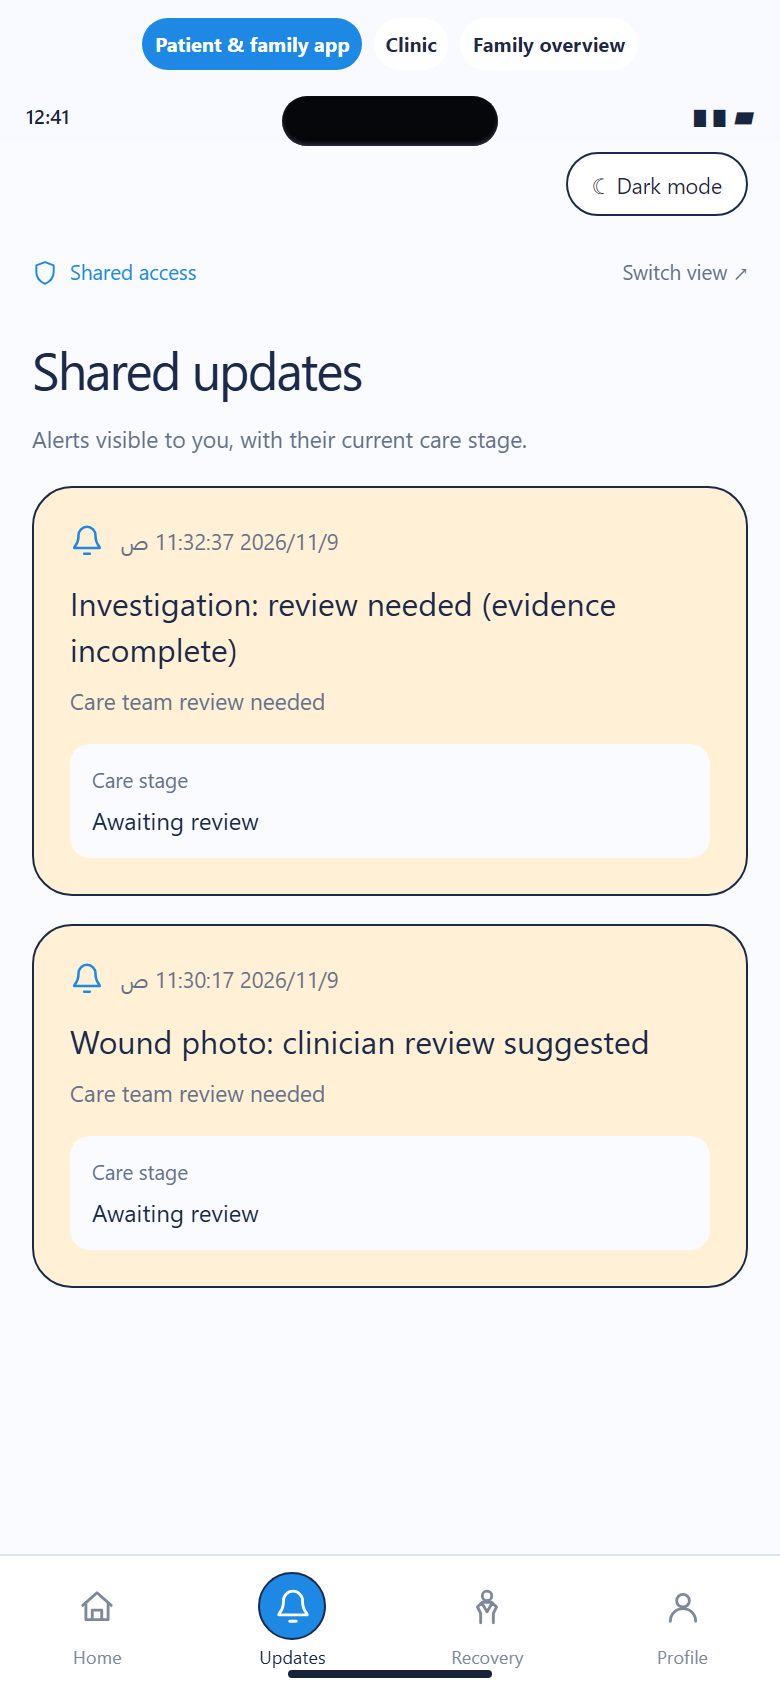 Patient & family app Clinic Family overview
12:41
☾ Dark mode
Shared access Switch view ↗
Shared updates
Alerts visible to you, with their current care stage.
ص 11:32:37 2026/11/9
Investigation: review needed (evidence
incomplete)
Care team review needed
Care stage
Awaiting review
ص 11:30:17 2026/11/9
Wound photo: clinician review suggested
Care team review needed
Care stage
Awaiting review
Home Updates Recovery Profile